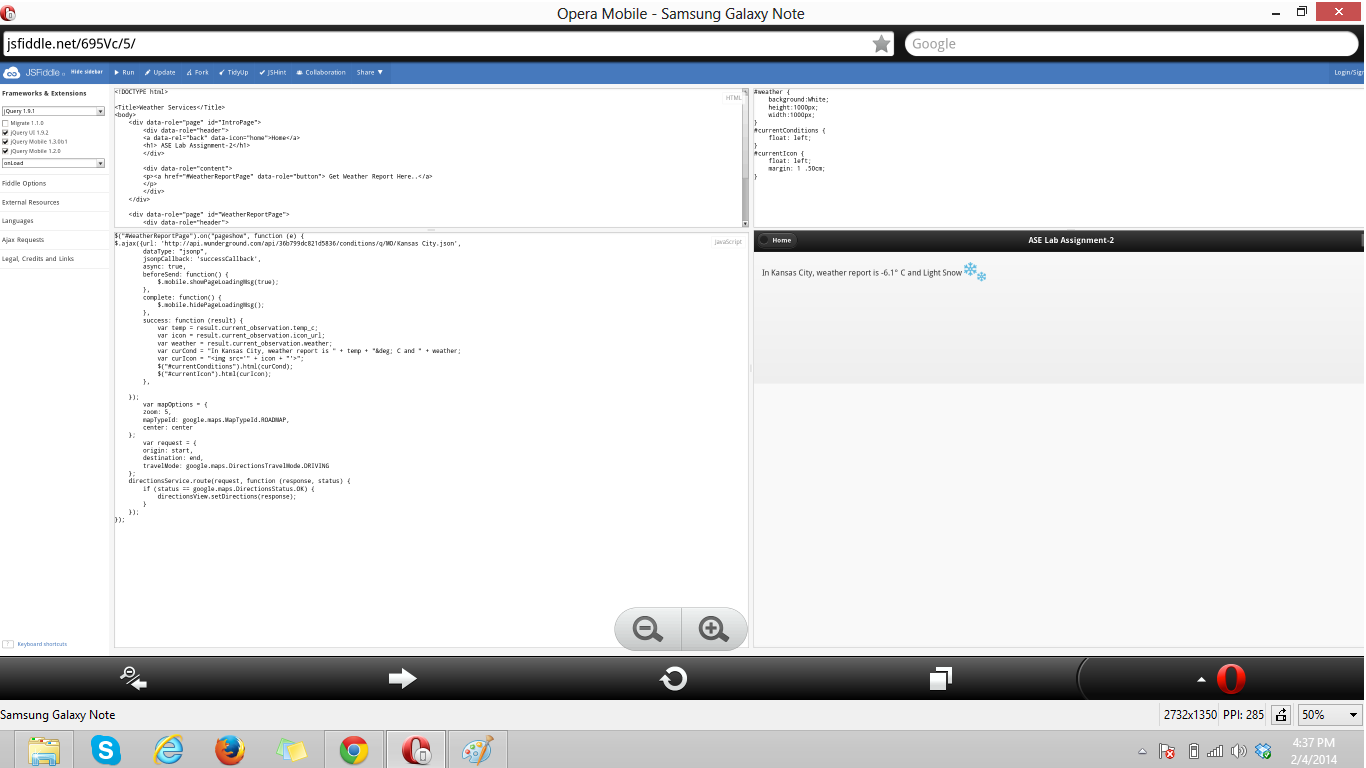 Opera Mobile - Samsung Galaxy Note
jsfiddle.net/695Vc/5/
Google
JSFiddle
Hide sidebar
Run
Update
Fork
TidyUp
JSHint
Collaboration
Share
Login/Sign
Frameworks & Extensions
jQuery 1.9.1
Migrate 1.1.0
jQuery UI 1.9.2
jQuery Mobile 1.3.0b1
jQuery Mobile 1.2.0
onLoad
Fiddle Options
External Resources
Languages
Ajax Requests
Legal, Credits and Links
Keyboard shortcuts
HTML
<!DOCTYPE html>
<Title>Weather Services</Title>
<body>
<div data-role="page" id="IntroPage">
<div data-role="header">
<a data-rel="back" data-icon="home">Home</a>
<h1> ASE Lab Assignment-2</h1>
</div>
<div data-role="content">
<p><a href="#WeatherReportPage" data-role="button"> Get Weather Report Here..</a>
</p>
</div>
</div>
<div data-role="page" id="WeatherReportPage">
<div data-role="header">
JavaScript
$("#WeatherReportPage").on("pageshow", function (e) {
$.ajax({url: 'http://api.wunderground.com/api/36b799dc821d5836/conditions/q/MO/Kansas City.json',
dataType: "jsonp",
jsonpCallback: 'successCallback',
async: true,
beforeSend: function() {
$.mobile.showPageLoadingMsg(true);
},
complete: function() {
$.mobile.hidePageLoadingMsg();
},
success: function (result) {
var temp = result.current_observation.temp_c;
var icon = result.current_observation.icon_url;
var weather = result.current_observation.weather;
var curCond = "In Kansas City, weather report is " + temp + "&deg; C and " + weather;
var curIcon = "<img src='" + icon + "'>";
$("#currentConditions").html(curCond);
$("#currentIcon").html(curIcon);
},
});
var mapOptions = {
zoom: 5,
mapTypeId: google.maps.MapTypeId.ROADMAP,
center: center
};
var request = {
origin: start,
destination: end,
travelMode: google.maps.DirectionsTravelMode.DRIVING
};
directionsService.route(request, function (response, status) {
if (status == google.maps.DirectionsStatus.OK) {
directionsView.setDirections(response);
}
});
});
#weather {
background:White;
height:1000px;
width:1000px;
}
#currentConditions {
float: left;
}
#currentIcon {
float: left;
margin: 1 .50cm;
}
Home
ASE Lab Assignment-2
In Kansas City, weather report is -6.1° C and Light Snow
Samsung Galaxy Note
2732x1350 PPI: 285
50%
4:37 PM
2/4/2014